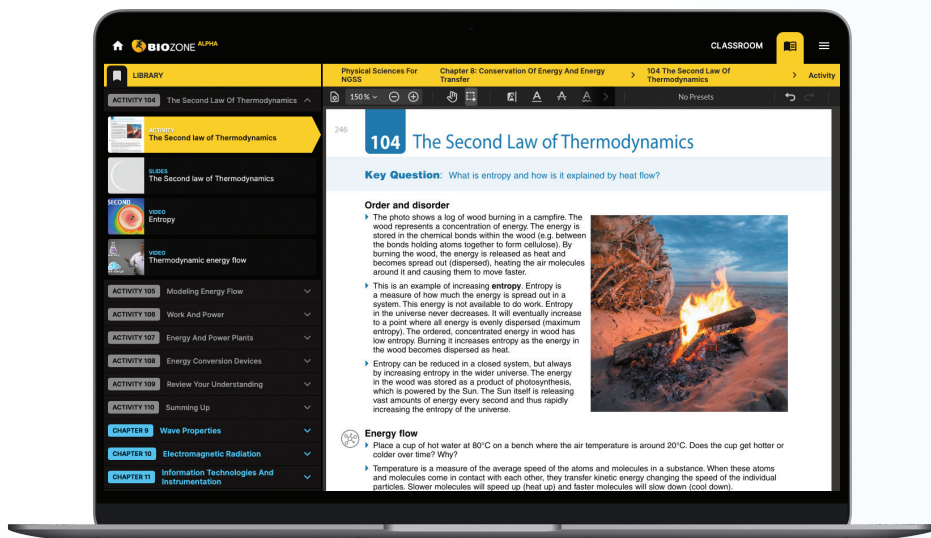 BIOZONE ALPHA
CLASSROOM
LIBRARY
Physical Sciences For
NGSS
Chapter 8: Conservation Of Energy And Energy
Transfer
104 The Second Law Of
Thermodynamics
Activity
ACTIVITY 104 The Second Law Of Thermodynamics
ACTIVITY
The Second law of Thermodynamics
SLIDES
The Second law of Thermodynamics
SECOND
VIDEO
Entropy
VIDEO
Thermodynamic energy flow
ACTIVITY 105 Modeling Energy Flow
ACTIVITY 106 Work And Power
ACTIVITY 107 Energy And Power Plants
ACTIVITY 108 Energy Conversion Devices
ACTIVITY 109 Review Your Understanding
ACTIVITY 110 Summing Up
CHAPTER 9 Wave Properties
CHAPTER 10 Electromagnetic Radiation
CHAPTER 11 Information Technologies And
Instrumentation
150% No Presets
246
104 The Second Law of Thermodynamics
Key Question: What is entropy and how is it explained by heat flow?
Order and disorder
The photo shows a log of wood burning in a campfire. The
wood represents a concentration of energy. The energy is
stored in the chemical bonds within the wood (e.g. between
the bonds holding atoms together to form cellulose). By
burning the wood, the energy is released as heat and
becomes spread out (dispersed), heating the air molecules
around it and causing them to move faster.
This is an example of increasing entropy. Entropy is
a measure of how much the energy is spread out in a
system. This energy is not available to do work. Entropy
in the universe never decreases. It will eventually increase
to a point where all energy is evenly dispersed (maximum
entropy). The ordered, concentrated energy in wood has
low entropy. Burning it increases entropy as the energy in
the wood becomes dispersed as heat.
Entropy can be reduced in a closed system, but always
by increasing entropy in the wider universe. The energy
in the wood was stored as a product of photosynthesis,
which is powered by the Sun. The Sun itself is releasing
vast amounts of energy every second and thus rapidly
increasing the entropy of the universe.
Energy flow
Place a cup of hot water at 80°C on a bench where the air temperature is around 20°C. Does the cup get hotter or
colder over time? Why?
Temperature is a measure of the average speed of the atoms and molecules in a substance. When these atoms
and molecules come in contact with each other, they transfer kinetic energy changing the speed of the individual
particles. Slower molecules will speed up (heat up) and faster molecules will slow down (cool down).